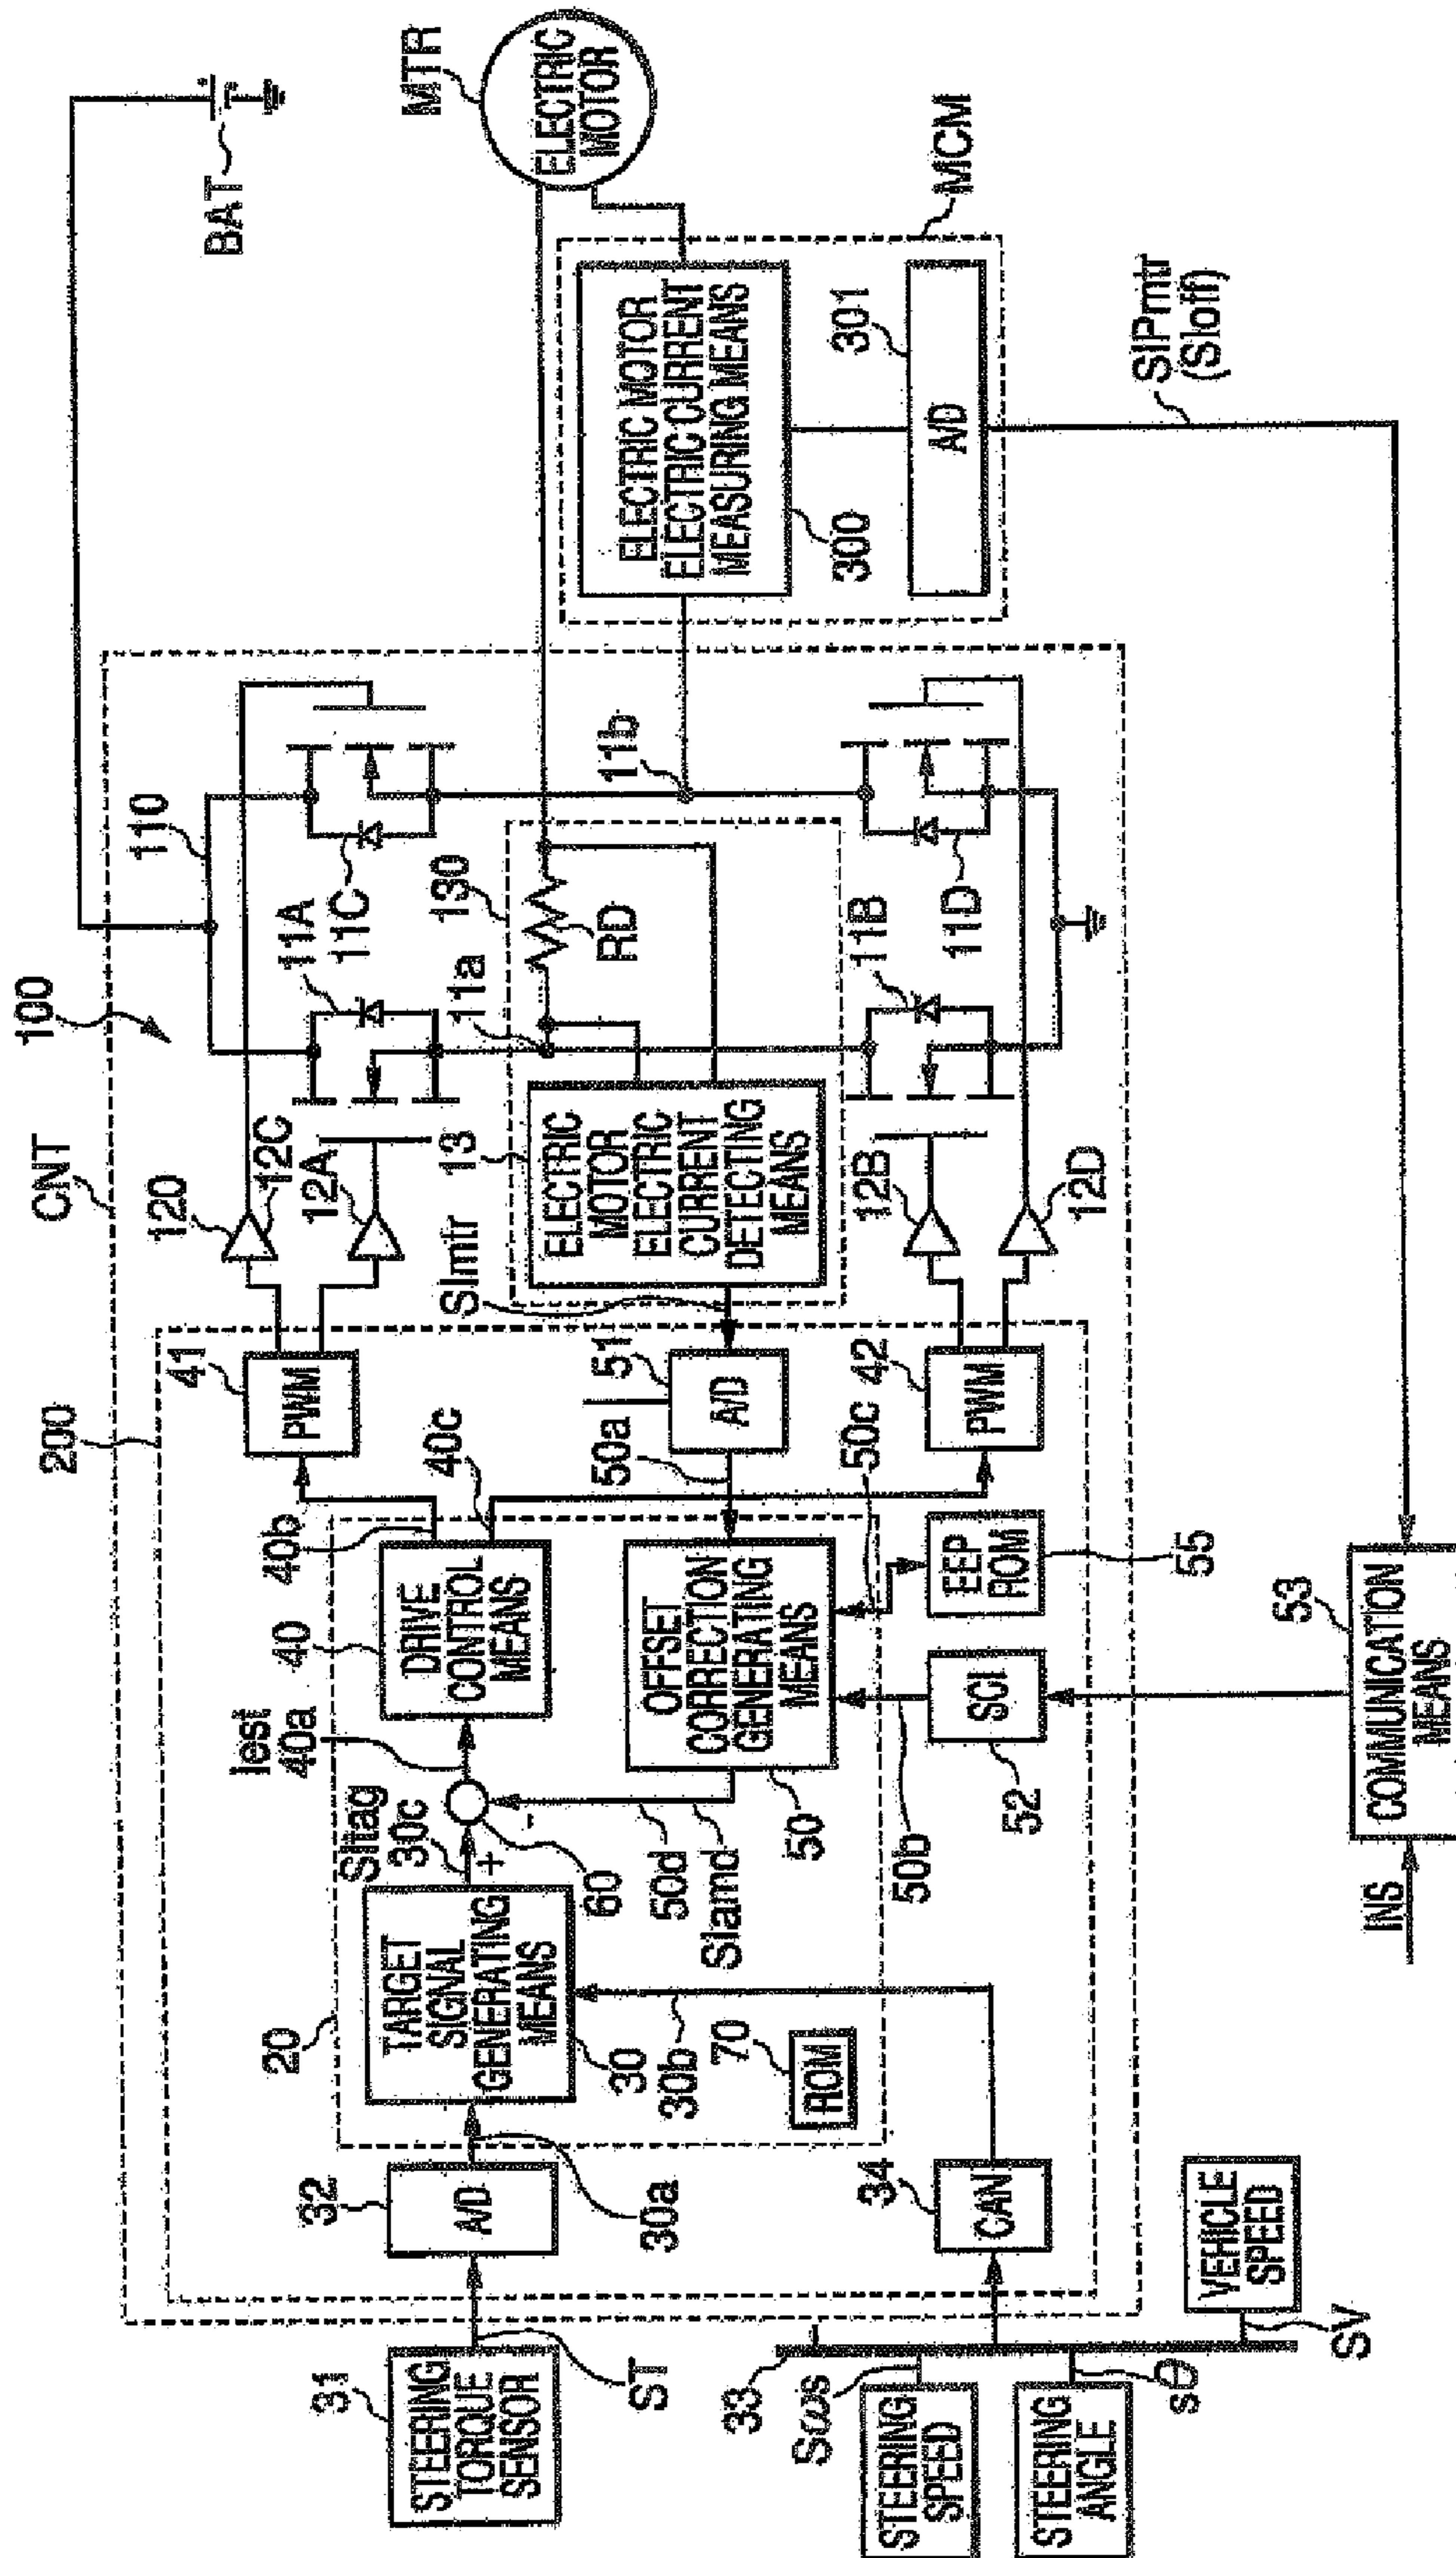 100
CNT
110
BAT
MTR
ELECTRIC
MOTOR
200
41
PWM
120
12C
12A
11A
11C
40b
40c
20
40
DRIVE
CONTROL
MEANS
Iest
40a
SItag
30c
+
-
60
TARGET
SIGNAL
GENERATING
MEANS
30
30b
32
A/D
30a
31
STEERING
TORQUE
SENSOR
ST
13
ELECTRIC
MOTOR
ELECTRIC
CURRENT
DETECTING
MEANS
SImtr
130
RD
11a
11b
51
A/D
50a
OFFSET
CORRECTION
GENERATING
MEANS
50
50d
SIamd
50b
50c
70
ROM
MCM
ELECTRIC MOTOR
ELECTRIC CURRENT
MEASURING MEANS
300
301
A/D
SIPmtr
(SIoff)
42
PWM
12B
12D
11B
11D
EEP
ROM
55
SCI
52
34
CAN
33
Sωs
STEERING
SPEED
STEERING
ANGLE
sθ
VEHICLE
SPEED
SV
53
COMMUNICATION
MEANS
INS